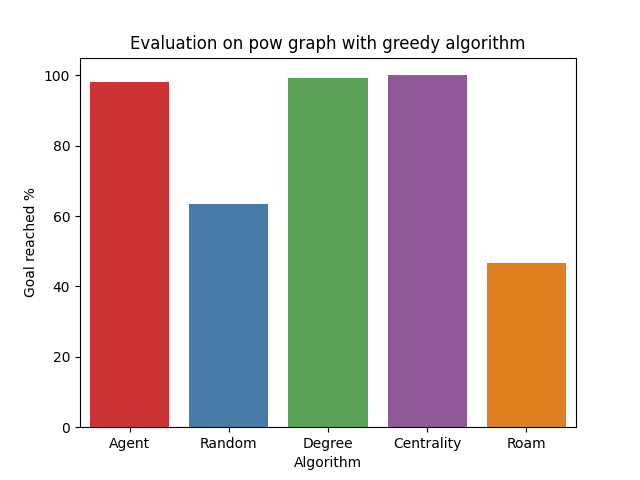 Evaluation on pow graph with greedy algorithm
Goal reached %
100
80
60
40
20
0
Agent Random Degree Centrality Roam
Algorithm